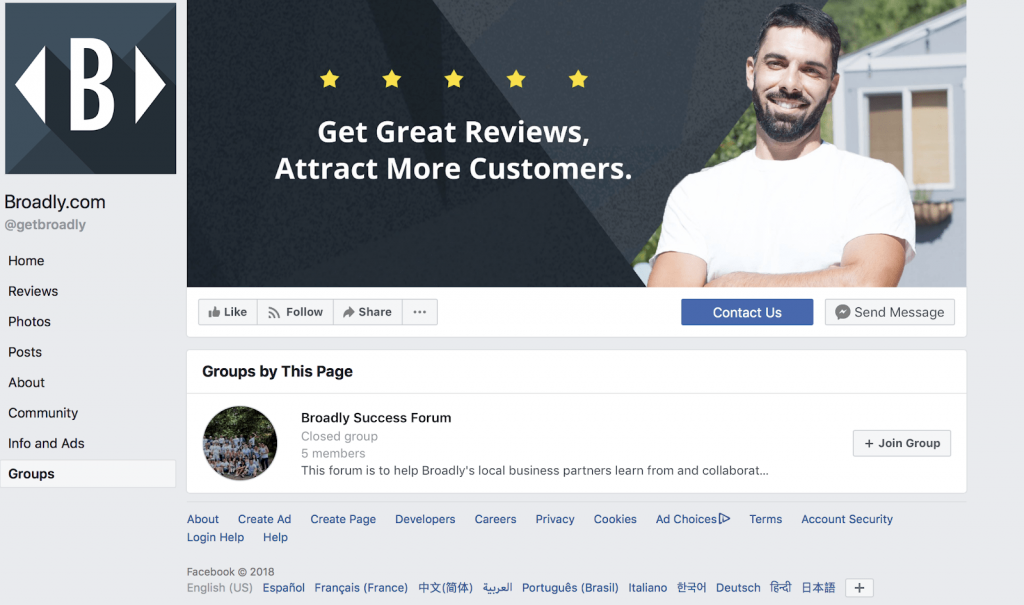 B
Broadly.com
@getbroadly
Home
Reviews
Photos
Posts
About
Community
Info and Ads
Groups
Get Great Reviews,
Attract More Customers.
Like Follow Share ...
Contact Us Send Message
Groups by This Page
Broadly Success Forum
Closed group
5 members
This forum is to help Broadly's local business partners learn from and collaborat...
+ Join Group
About Create Ad Create Page Developers Careers Privacy Cookies Ad Choices Terms Account Security
Login Help Help
Facebook © 2018
English (US) Español Français (France) 中文(简体) العربية Português (Brasil) Italiano 한국어 Deutsch हिन्दी 日本語 +